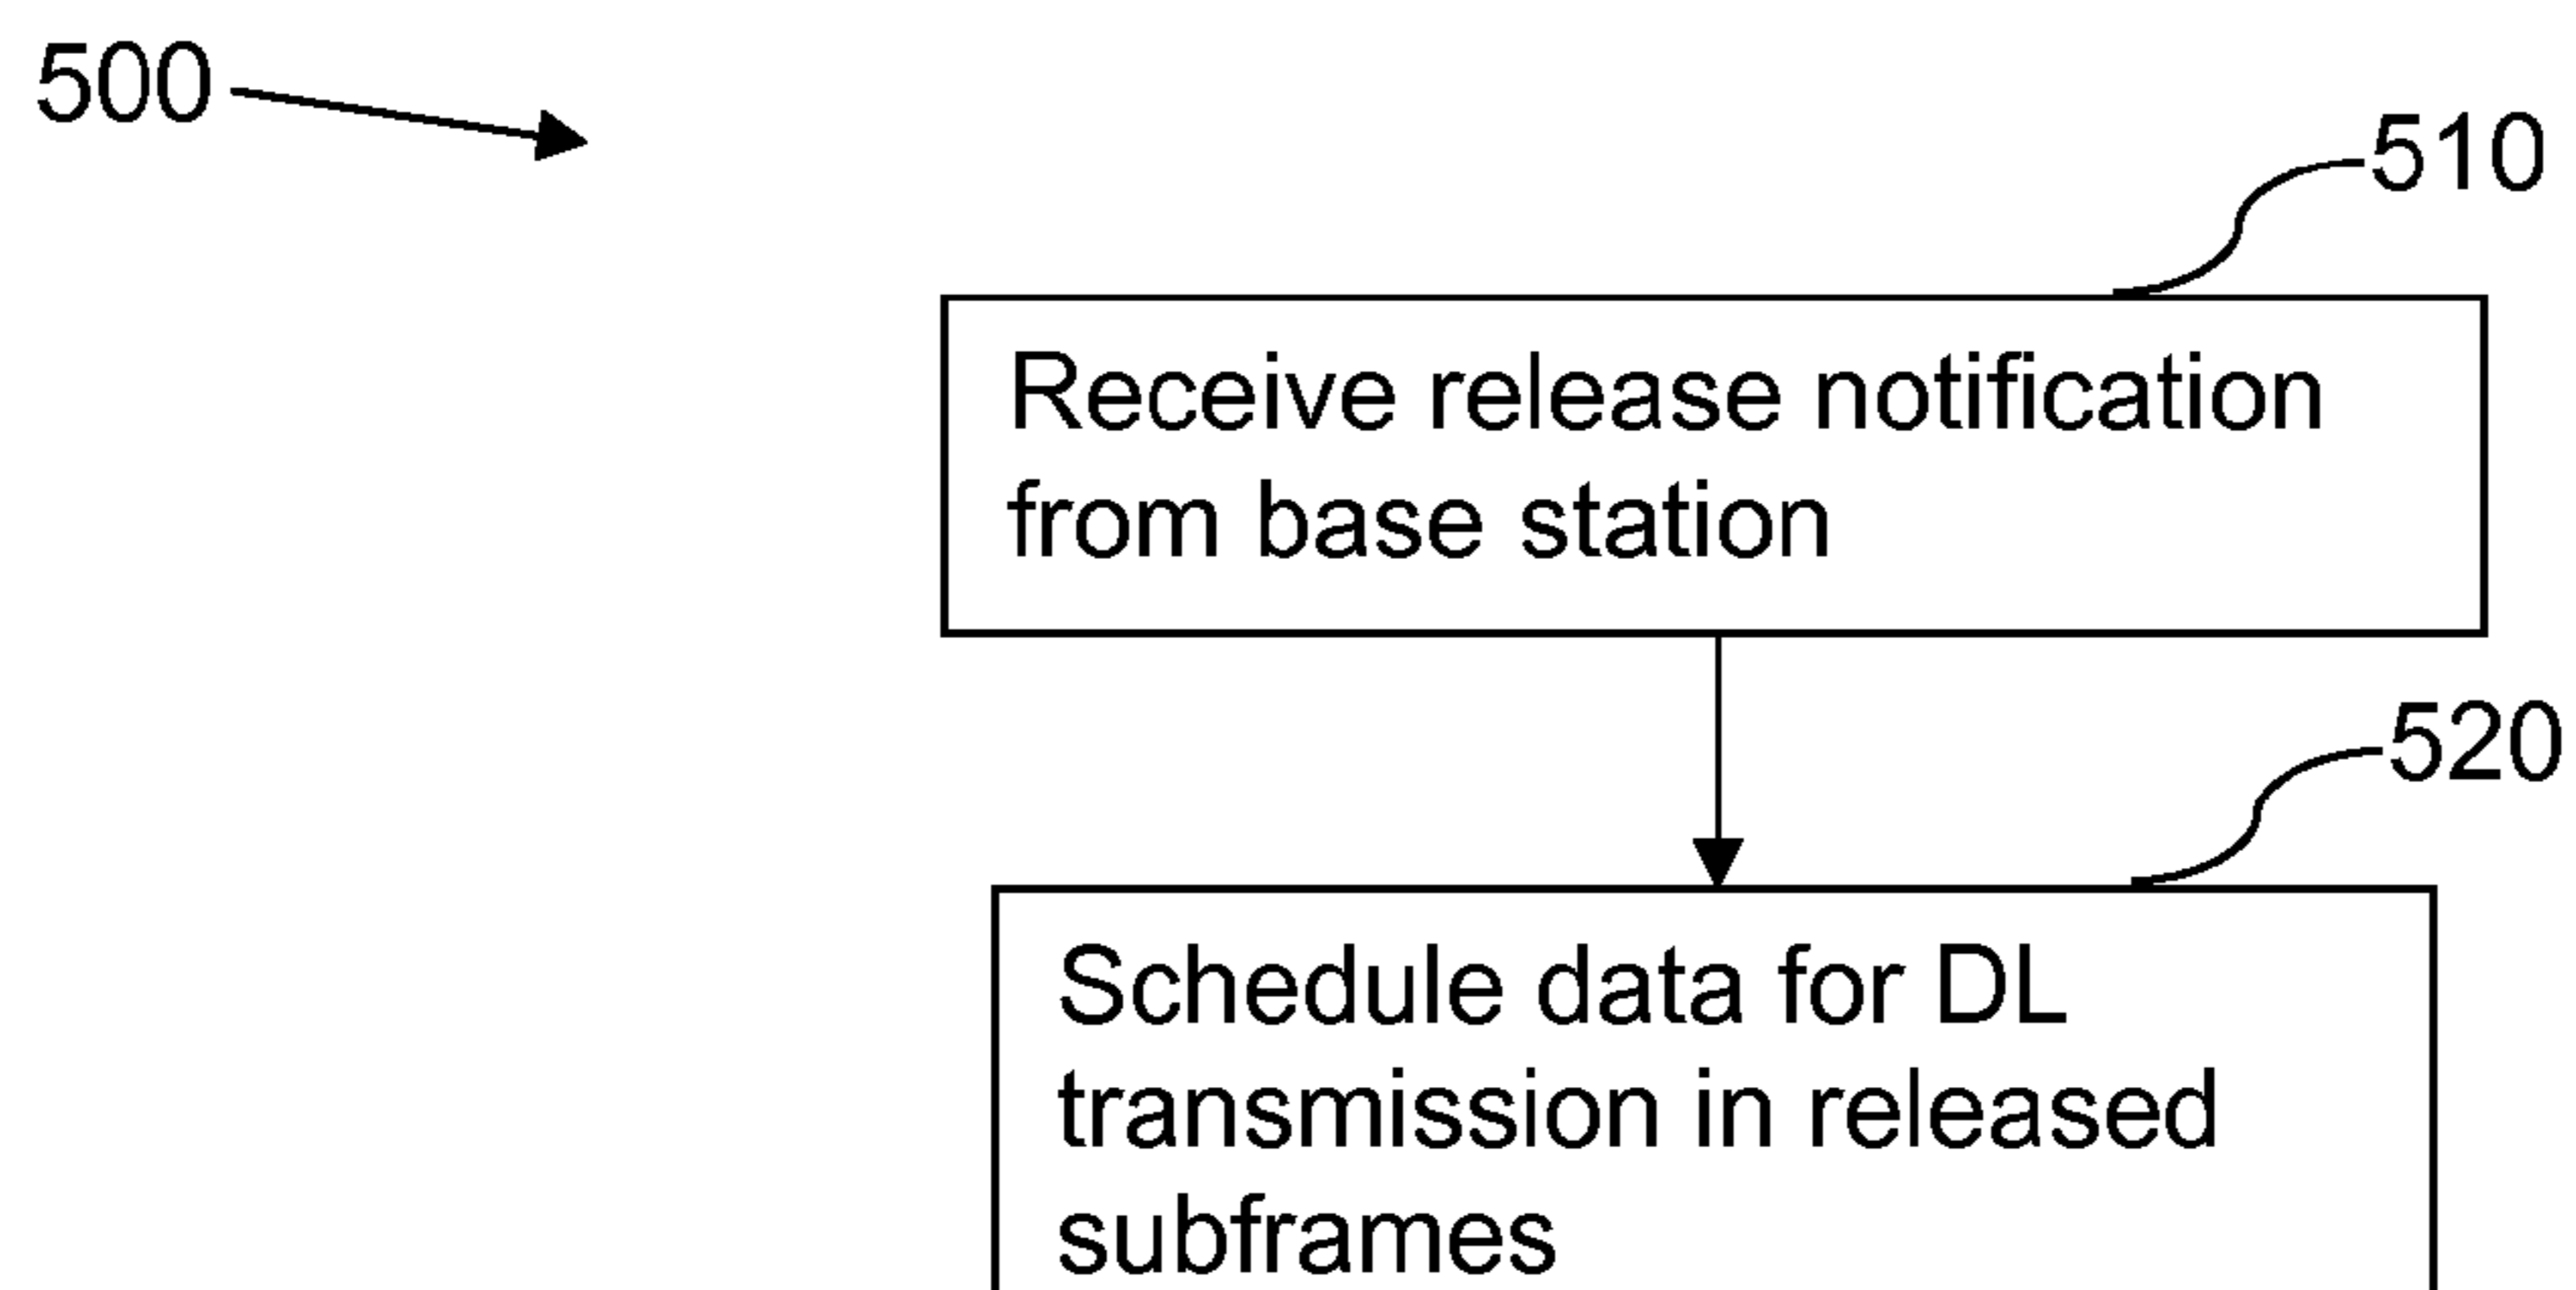 500
510
Receive release notification
from base station
520
Schedule data for DL
transmission in released
subframes